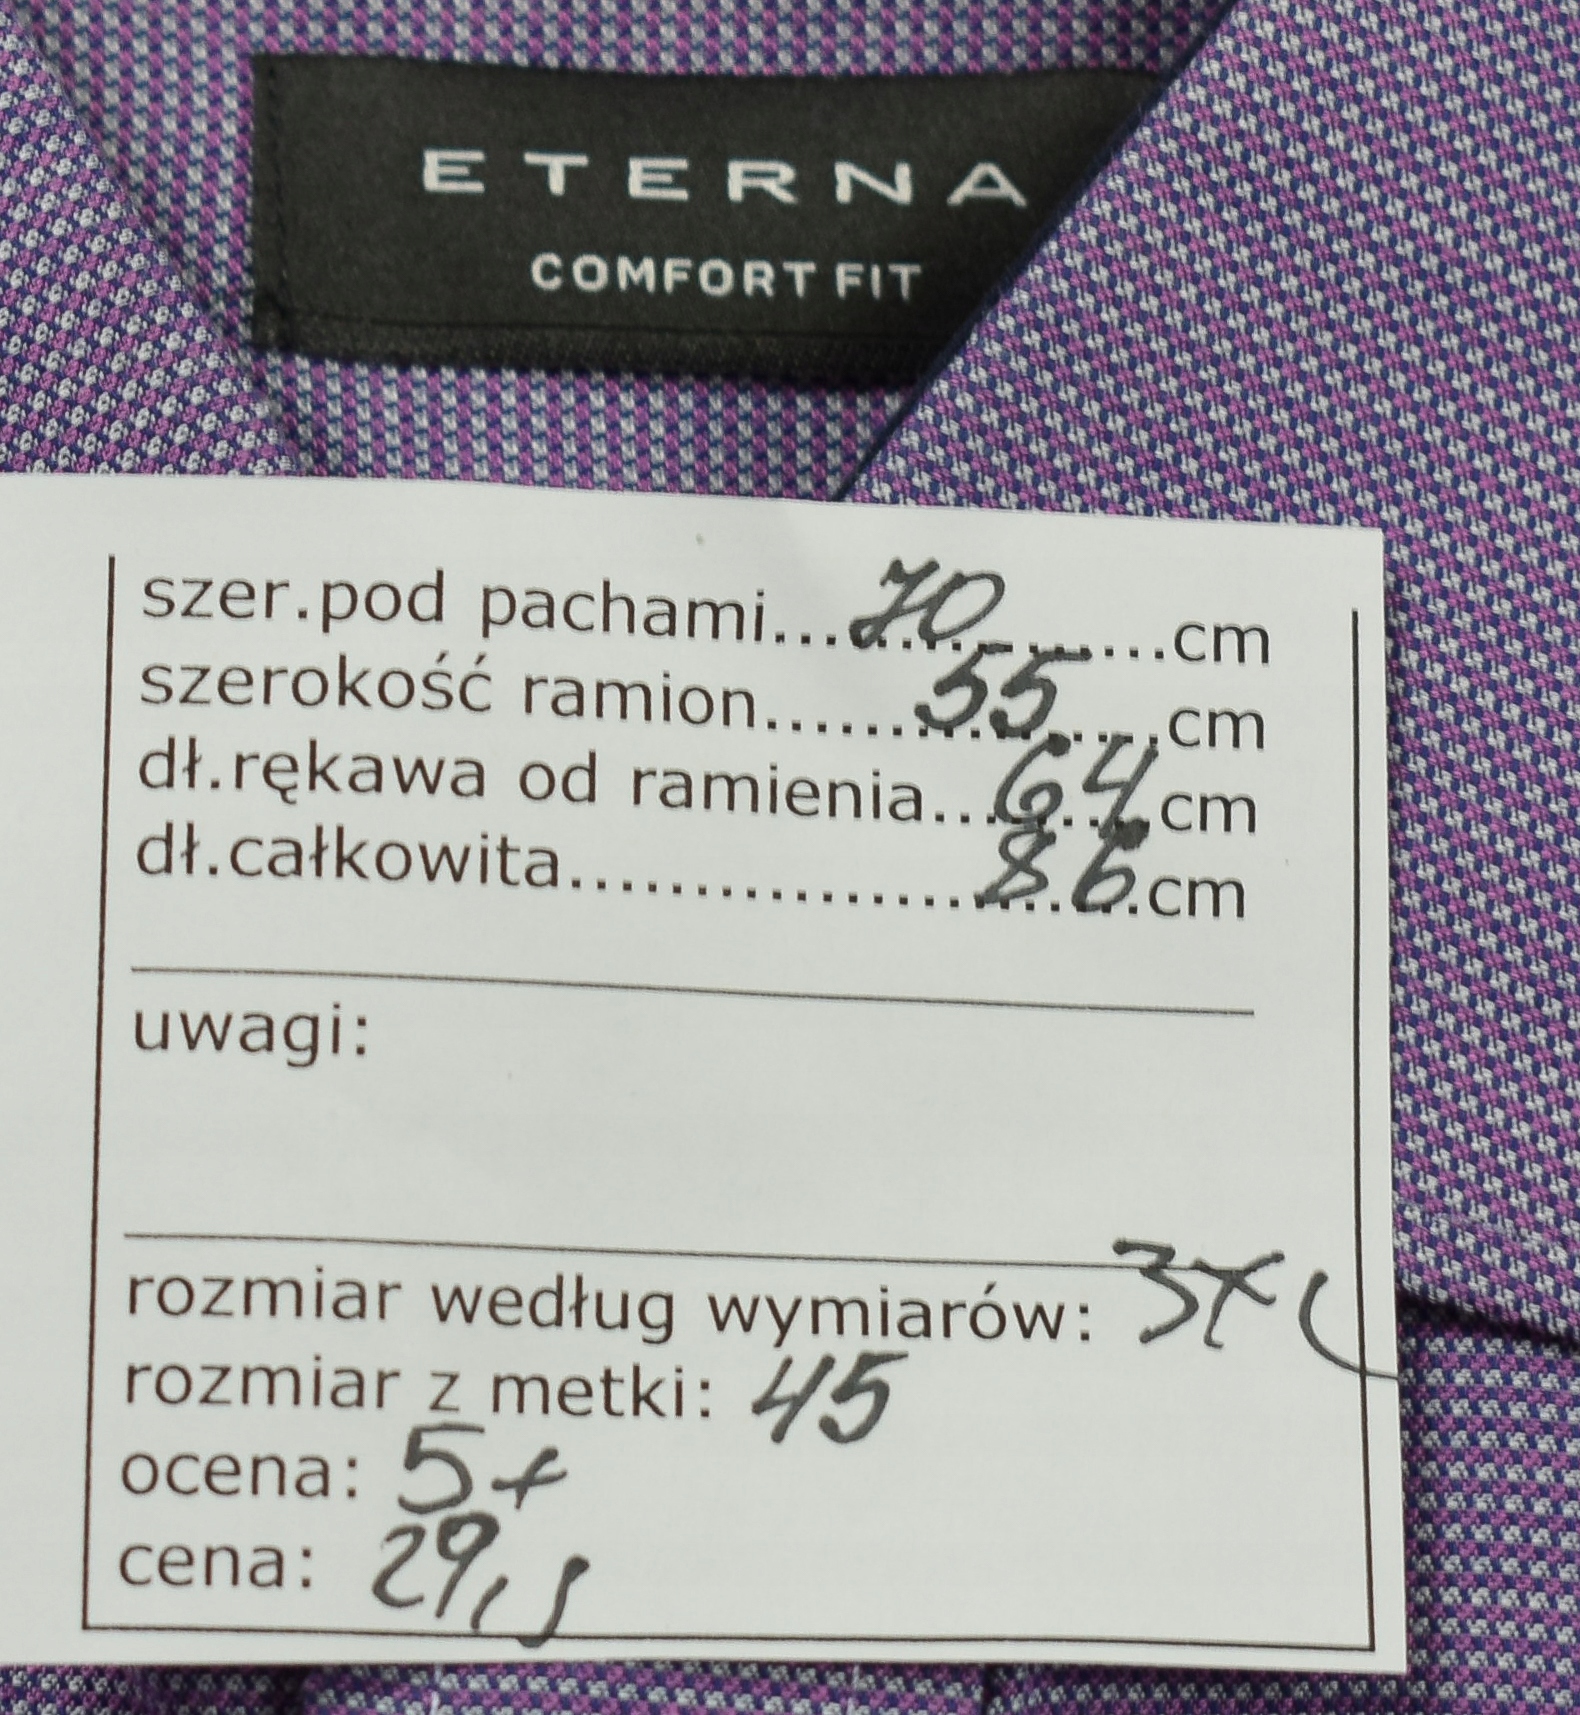 ETERNA
COMFORT FIT
szer.pod pachami...70.........cm
szerokość ramion......55.....cm
dł.rękawa od ramienia...64.cm
dł.całkowita....................86.cm
uwagi:
rozmiar według wymiarów: 3XL
rozmiar z metki: 45
ocena: 5+
cena: 29,